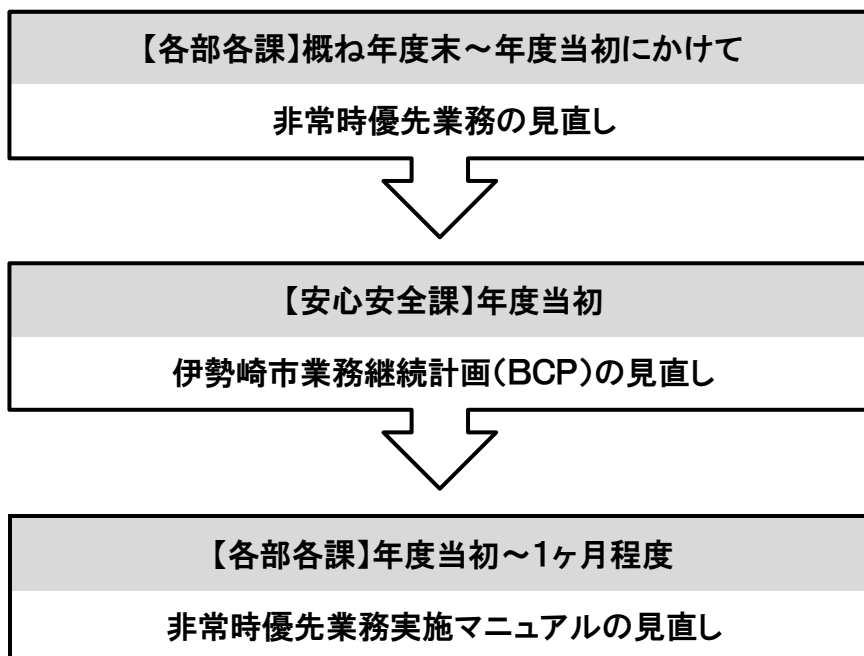 【各部各課】概ね年度末～年度当初にかけて
非常時優先業務の見直し
【安心安全課】年度当初
伊勢崎市業務継続計画（ＢＣＰ）の見直し
【各部各課】年度当初～１ヶ月程度
非常時優先業務実施マニュアルの見直し